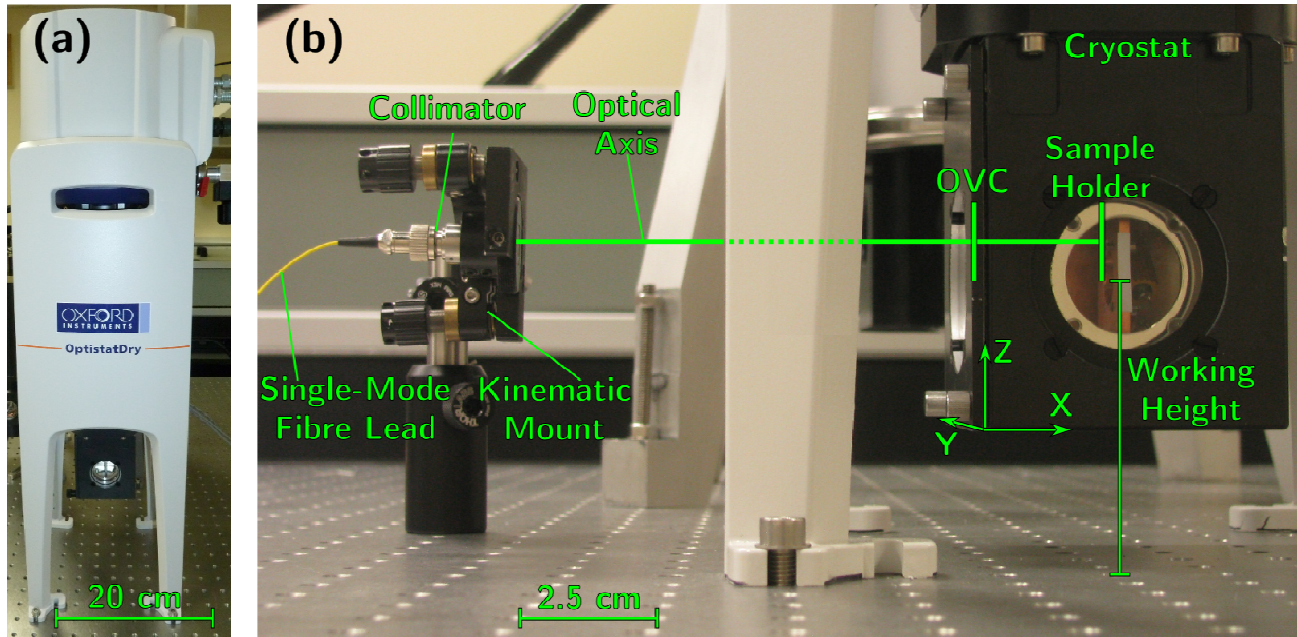 (a)
OXFORD
INSTRUMENTS
OptistatDry
20 cm
(b)
Cryostat
Collimator
Optical
Axis
Sample
Holder
OVC
Z
X
Y
Working
Height
Single-Mode
Fibre Lead
Kinematic
Mount
2.5 cm